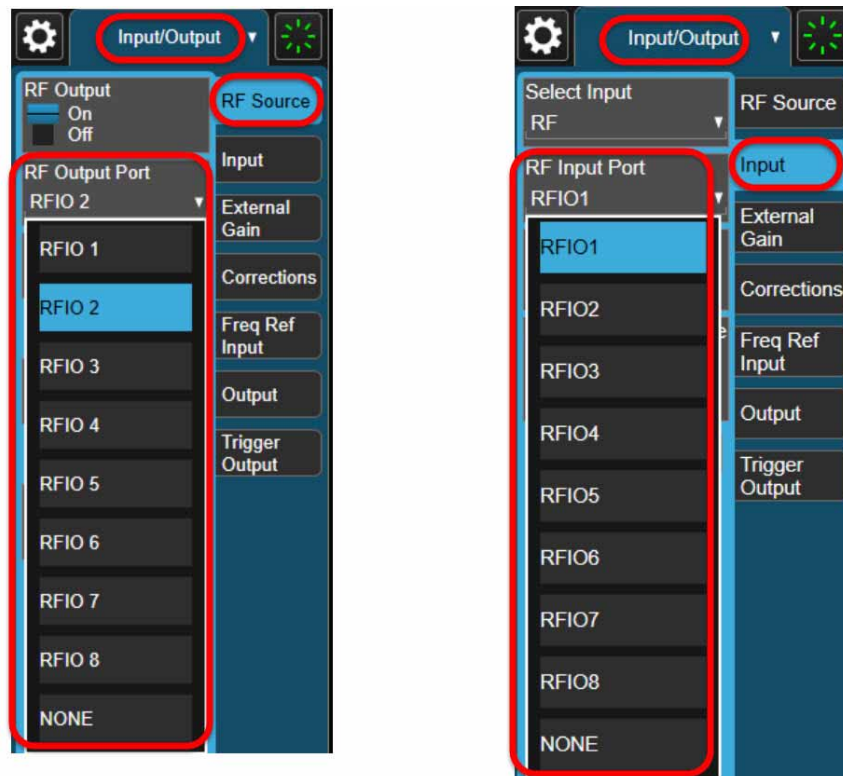 Input/Output
RF Output
On
Off
RF Output Port
RFIO 2
RFIO 1
RFIO 2
RFIO 3
RFIO 4
RFIO 5
RFIO 6
RFIO 7
RFIO 8
NONE
RF Source
Input
External
Gain
Corrections
Freq Ref
Input
Output
Trigger
Output
Input/Output
Select Input
RF
RF Input Port
RFIO1
RFIO1
RFIO2
RFIO3
RFIO4
RFIO5
RFIO6
RFIO7
RFIO8
NONE
RF Source
Input
External
Gain
Corrections
Freq Ref
Input
Output
Trigger
Output